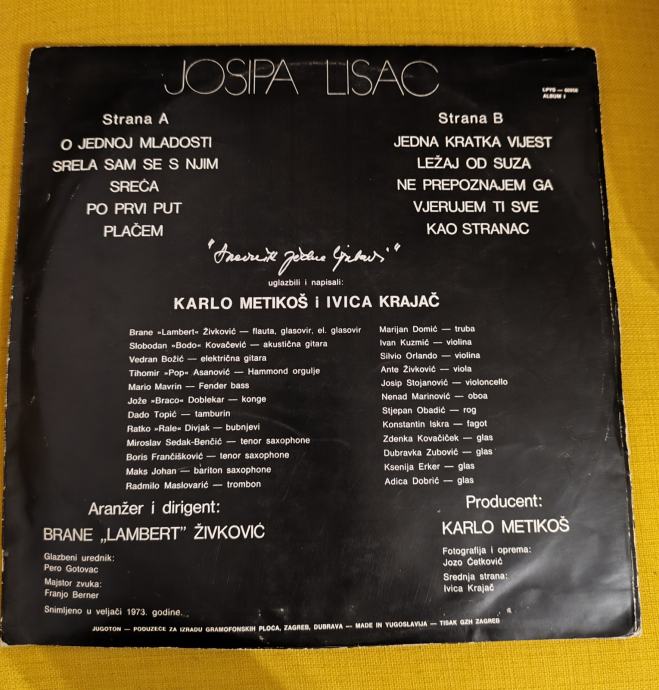 JOSIPA LISAC
LPYS — 60958
ALBUM 1
Strana A
O JEDNOJ MLADOSTI
SRELA SAM SE S NJIM
SREĆA
PO PRVI PUT
PLAČEM
Strana B
JEDNA KRATKA VIJEST
LEŽAJ OD SUZA
NE PREPOZNAJEM GA
VJERUJEM TI SVE
KAO STRANAC
"Dnevnik jedne ljubavi"
uglazbili i napisali:
KARLO METIKOŠ i IVICA KRAJAČ
Brane »Lambert« Živković — flauta, glasovir, el. glasovir
Slobodan »Bodo« Kovačević — akustična gitara
Vedran Božić — električna gitara
Tihomir »Pop« Asanović — Hammond orgulje
Mario Mavrin — Fender bass
Jože »Braco« Doblekar — konge
Dado Topić — tamburin
Ratko »Rale« Divjak — bubnjevi
Miroslav Sedak-Benčić — tenor saxophone
Boris Frančišković — tenor saxophone
Maks Johan — bariton saxophone
Radmilo Maslovarić — trombon
Marijan Domić — truba
Ivan Kuzmić — violina
Silvio Orlando — violina
Ante Živković — viola
Josip Stojanović — violoncello
Nenad Marinović — oboa
Stjepan Obadić — rog
Konstantin Iskra — fagot
Zdenka Kovačiček — glas
Dubravka Zubović — glas
Ksenija Erker — glas
Adica Dobrić — glas
Aranžer i dirigent:
BRANE „LAMBERT" ŽIVKOVIĆ
Glazbeni urednik:
Pero Gotovac
Majstor zvuka:
Franjo Berner
Snimljeno u veljači 1973. godine.
Producent:
KARLO METIKOŠ
Fotografija i oprema:
Jozo Ćetković
Srednja strana:
Ivica Krajač
JUGOTON — PODUZEĆE ZA IZRADU GRAMOFONSKIH PLOČA, ZAGREB, DUBRAVA — MADE IN YUGOSLAVIJA — TISAK GZH ZAGREB